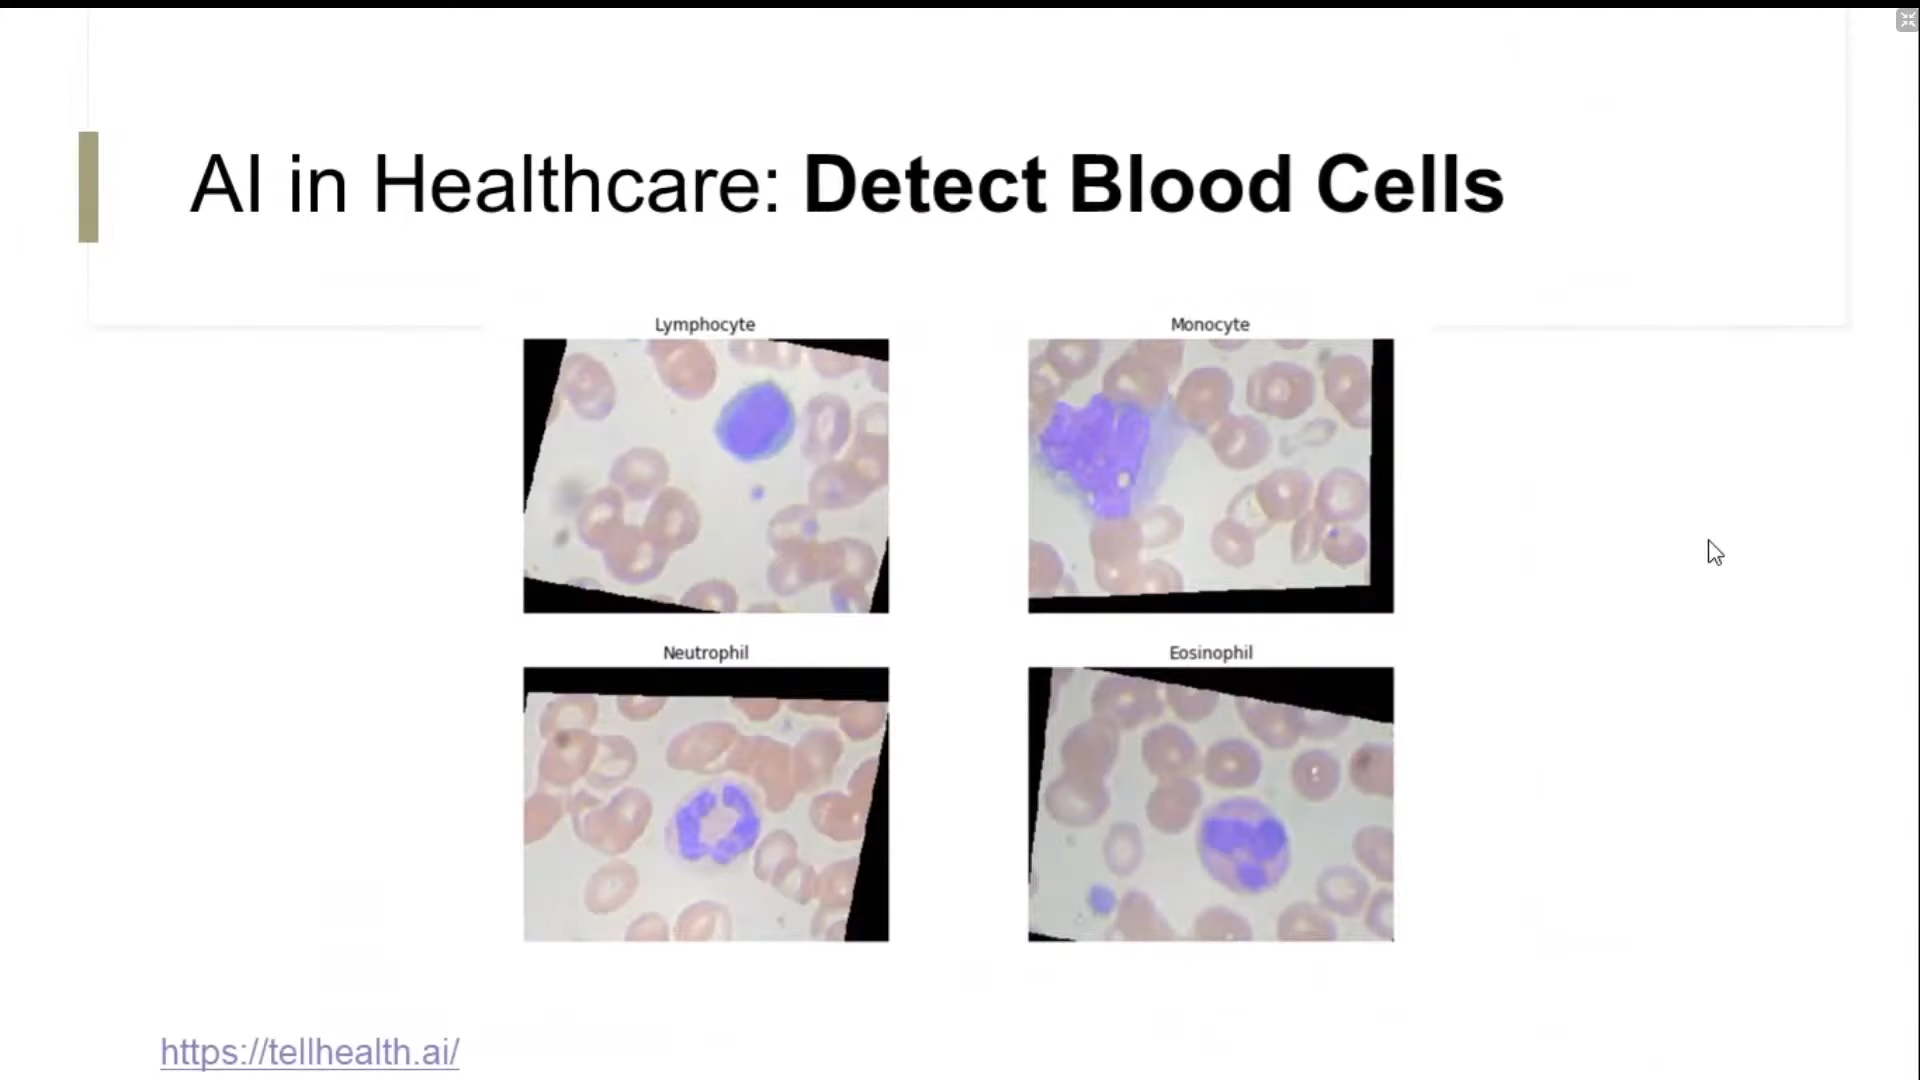 AI in Healthcare: Detect Blood Cells
Lymphocyte
Monocyte
Neutrophil
Eosinophil
https://tellhealth.ai/